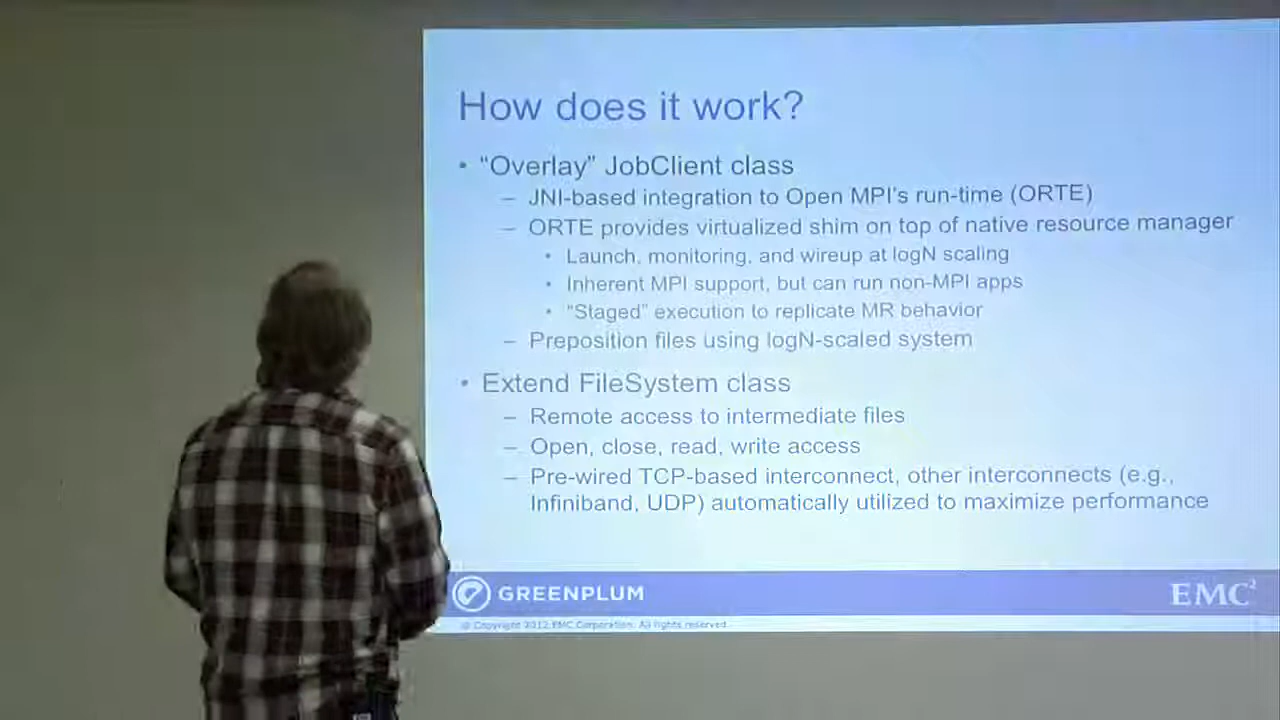 How does it work?
• “Overlay” JobClient class
– JNI-based integration to Open MPI's run-time (ORTE)
– ORTE provides virtualized shim on top of native resource manager
• Launch, monitoring, and wireup at logN scaling
• Inherent MPI support, but can run non-MPI apps
• “Staged” execution to replicate MR behavior
– Preposition files using logN-scaled system
• Extend FileSystem class
– Remote access to intermediate files
– Open, close, read, write access
– Pre-wired TCP-based interconnect, other interconnects (e.g.,
Infiniband, UDP) automatically utilized to maximize performance
GREENPLUM
EMC²
© Copyright 2012 EMC Corporation. All rights reserved.